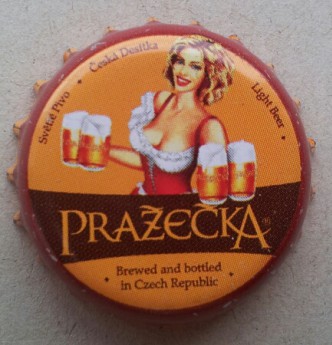 Světlé Pivo • Česká Desítka • Light Beer •
PRAŽEČKA®
• Brewed and bottled •
in Czech Republic